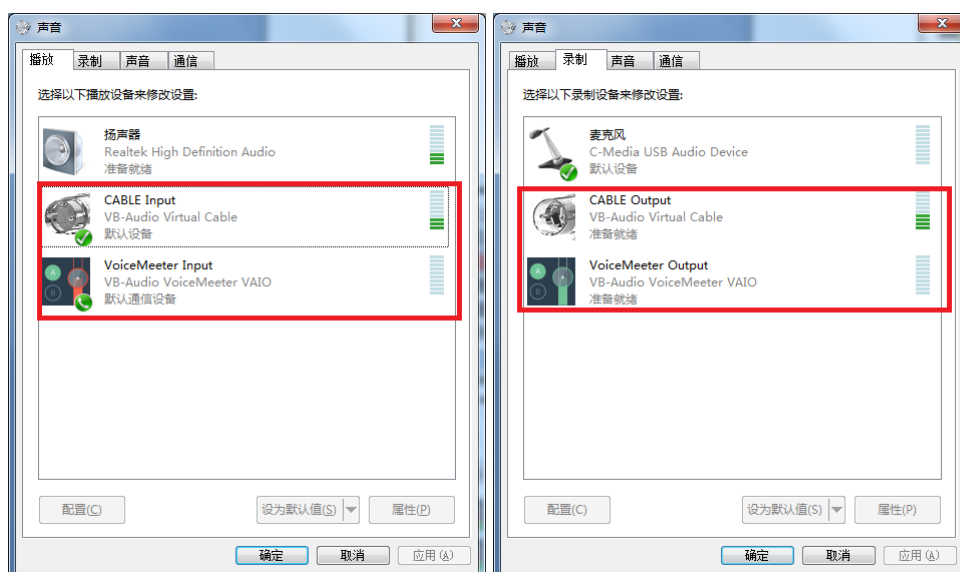 声音
播放 录制 声音 通信
选择以下播放设备来修改设置:
扬声器
Realtek High Definition Audio
准备就绪
CABLE Input
VB-Audio Virtual Cable
默认设备
VoiceMeeter Input
VB-Audio VoiceMeeter VAIO
默认通信设备
配置(C) 设为默认值(S) 属性(P)
确定 取消 应用(A)
声音
播放 录制 声音 通信
选择以下录制设备来修改设置:
麦克风
C-Media USB Audio Device
默认设备
CABLE Output
VB-Audio Virtual Cable
准备就绪
VoiceMeeter Output
VB-Audio VoiceMeeter VAIO
准备就绪
配置(C) 设为默认值(S) 属性(P)
确定 取消 应用(A)